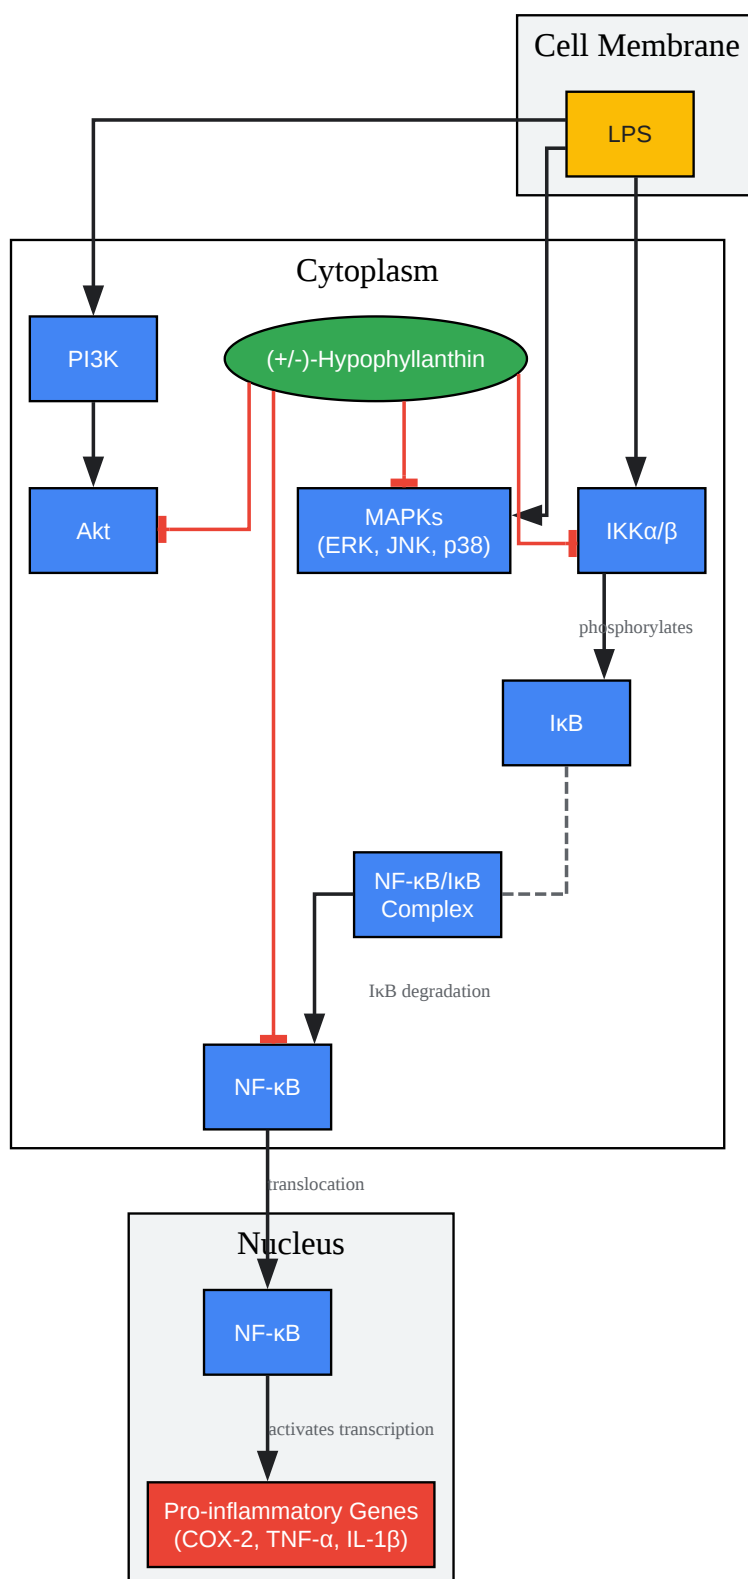 Cell Membrane
LPS
Cytoplasm
PI3K
(+/-)-Hypophyllanthin
Akt
MAPKs
(ERK, JNK, p38)
IKKα/β
phosphorylates
IκB
NF-κB/IκB
Complex
IκB degradation
NF-κB
translocation
Nucleus
NF-κB
activates transcription
Pro-inflammatory Genes
(COX-2, TNF-α, IL-1β)